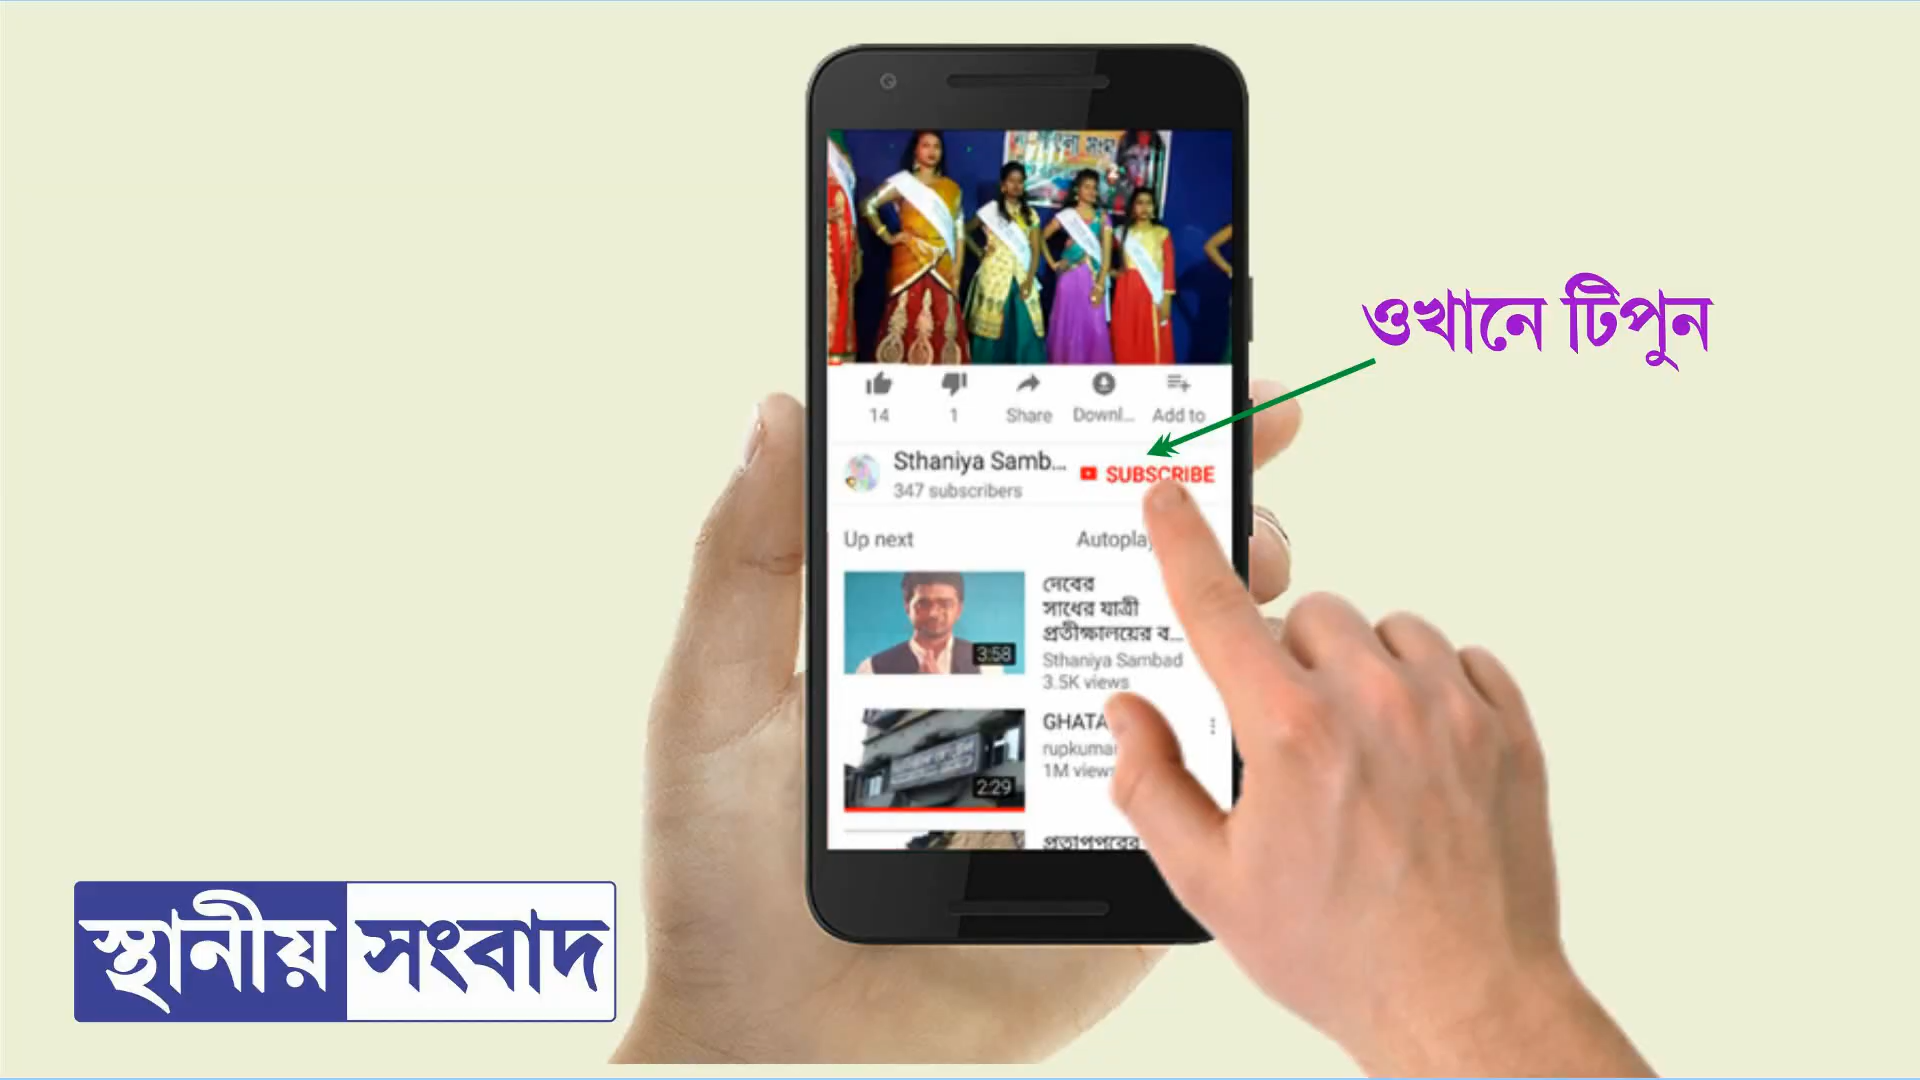 ওখানে টিপুন
14
1
Share
Downl...
Add to
Sthaniya Samb...
SUBSCRIBE
347 subscribers
Up next
Autoplay
দেবের
সাধের যাত্রী
প্রতীক্ষালয়ের ব...
Sthaniya Sambad
3.5K views
3:58
GHATA
rupkumar
1M views
2:29
স্থানীয় সংবাদ